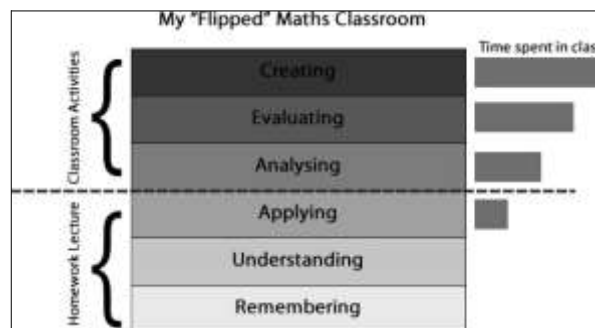 My "Flipped" Maths Classroom
Time spent in clas
Classroom Activities
Creating
Evaluating
Analysing
Homework Lecture
Applying
Understanding
Remembering